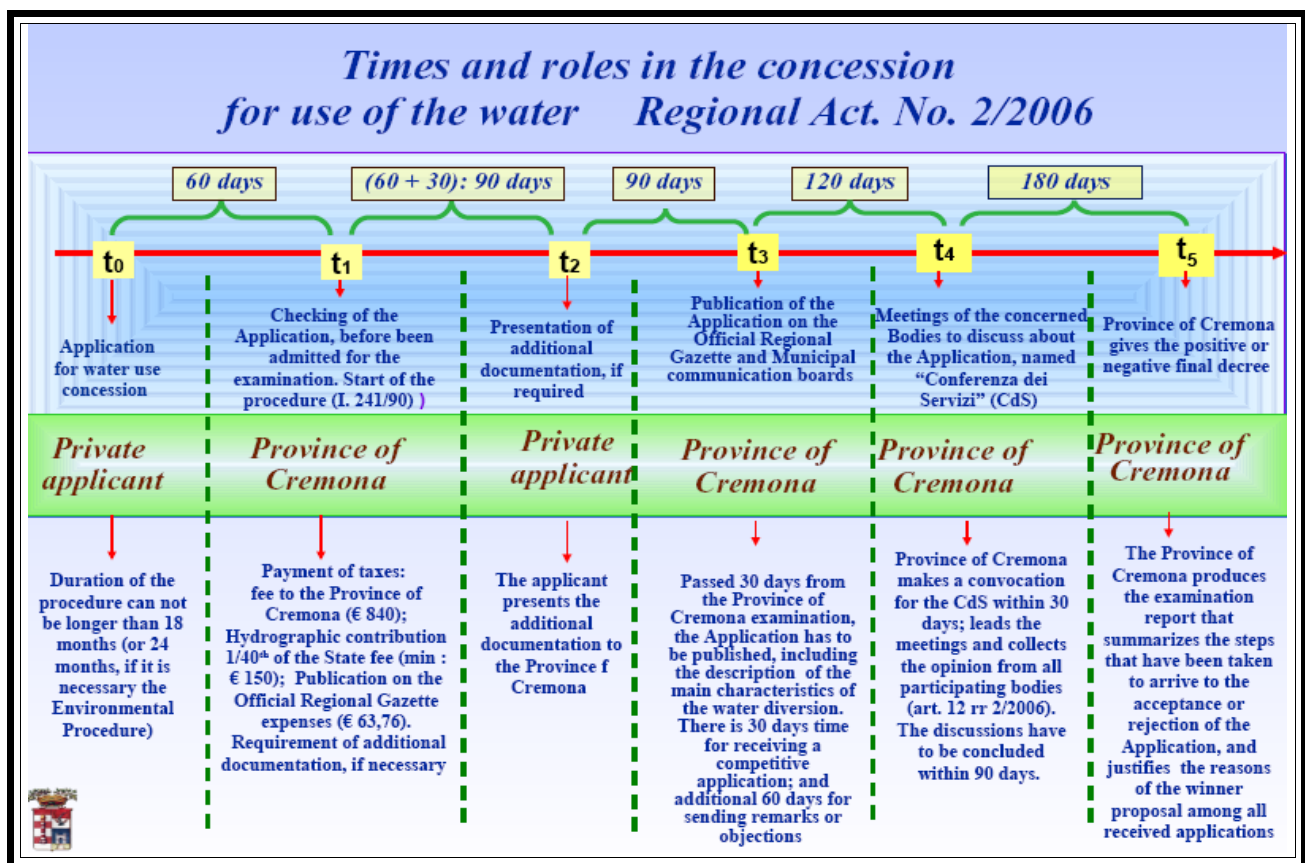 Times and roles in the concession
for use of the water Regional Act. No. 2/2006
60 days
(60 + 30): 90 days
90 days
120 days
180 days
t0
t1
t2
t3
t4
t5
Application
for water use
concession
Checking of the
Application, before been
admitted for the
examination. Start of the
procedure (I. 241/90) )
Presentation of
additional
documentation, if
required
Publication of the
Application on the
Official Regional
Gazette and Municipal
communication boards
Meetings of the concerned
Bodies to discuss about
the Application, named
“Conferenza dei
Servizi” (CdS)
Province of Cremona
gives the positive or
negative final decree
Private
applicant
Province of
Cremona
Private
applicant
Province of
Cremona
Province of
Cremona
Province of
Cremona
Duration of the
procedure can not
be longer than 18
months (or 24
months, if it is
necessary the
Environmental
Procedure)
Payment of taxes:
fee to the Province of
Cremona (€ 840);
Hydrographic contribution
1/40th of the State fee (min :
€ 150); Publication on the
Official Regional Gazette
expenses (€ 63,76).
Requirement of additional
documentation, if necessary
The applicant
presents the
additional
documentation to
the Province f
Cremona
Passed 30 days from
the Province of
Cremona examination,
the Application has to
be published, including
the description of the
main characteristics of
the water diversion.
There is 30 days time
for receiving a
competitive
application; and
additional 60 days for
sending remarks or
objections
Province of Cremona
makes a convocation
for the CdS within 30
days; leads the
meetings and collects
the opinion from all
participating bodies
(art. 12 rr 2/2006).
The discussions have
to be concluded
within 90 days.
The Province of
Cremona produces
the examination
report that
summarizes the steps
that have been taken
to arrive to the
acceptance or
rejection of the
Application, and
justifies the reasons
of the winner
proposal among all
received applications